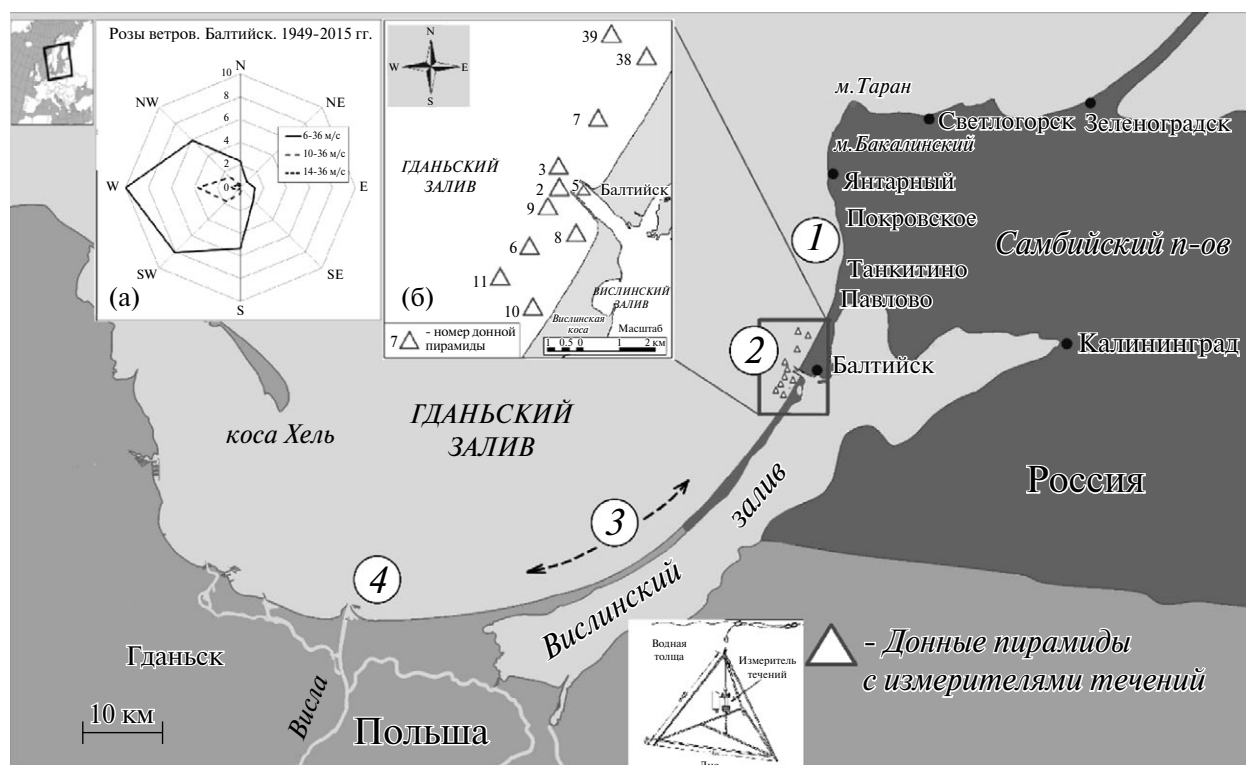 Розы ветров. Балтийск. 1949-2015 гг.
10
8
6
4
2
0
N
NE
E
SE
S
SW
W
NW
6-36 м/с
10-36 м/с
14-36 м/с
(а)
N
W
E
S
39
38
7
3
2
5
Балтийск
9
8
6
11
10
ГДАНЬСКИЙ
ЗАЛИВ
ВИСЛИНСКИЙ
ЗАЛИВ
Вислинская
коса
Масштаб
1 0.5 0 1 2 км
(б)
7 - номер донной
пирамиды
м.Таран
Светлогорск
Зеленоградск
м.Бакалинский
Янтарный
Покровское
1
Самбийский п-ов
Танкитино
Павлово
2
Балтийск
Калининград
коса Хель
ГДАНЬСКИЙ
ЗАЛИВ
Россия
3
4
Вислинский
залив
Гданьск
Висла
Польша
10 км
Водная
толща
Измеритель
течений
Дно
- Донные пирамиды
с измерителями течений